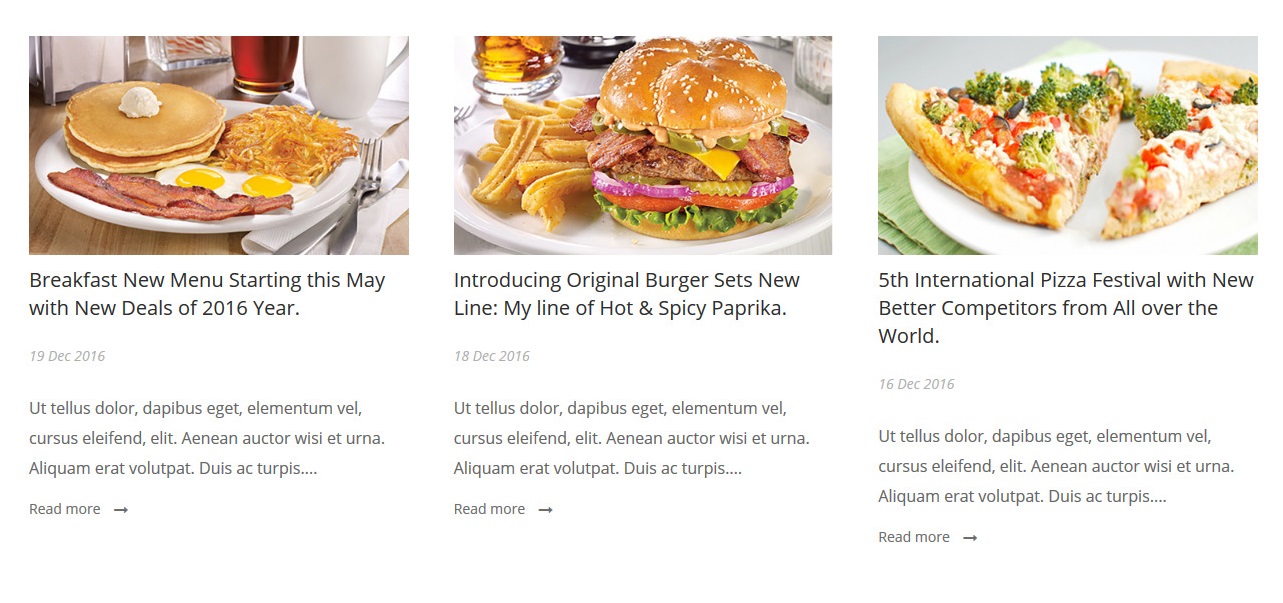 Breakfast New Menu Starting this May
with New Deals of 2016 Year.
19 Dec 2016
Ut tellus dolor, dapibus eget, elementum vel,
cursus eleifend, elit. Aenean auctor wisi et urna.
Aliquam erat volutpat. Duis ac turpis....
Read more →
Introducing Original Burger Sets New
Line: My line of Hot & Spicy Paprika.
18 Dec 2016
Ut tellus dolor, dapibus eget, elementum vel,
cursus eleifend, elit. Aenean auctor wisi et urna.
Aliquam erat volutpat. Duis ac turpis....
Read more →
5th International Pizza Festival with New
Better Competitors from All over the
World.
16 Dec 2016
Ut tellus dolor, dapibus eget, elementum vel,
cursus eleifend, elit. Aenean auctor wisi et urna.
Aliquam erat volutpat. Duis ac turpis....
Read more →